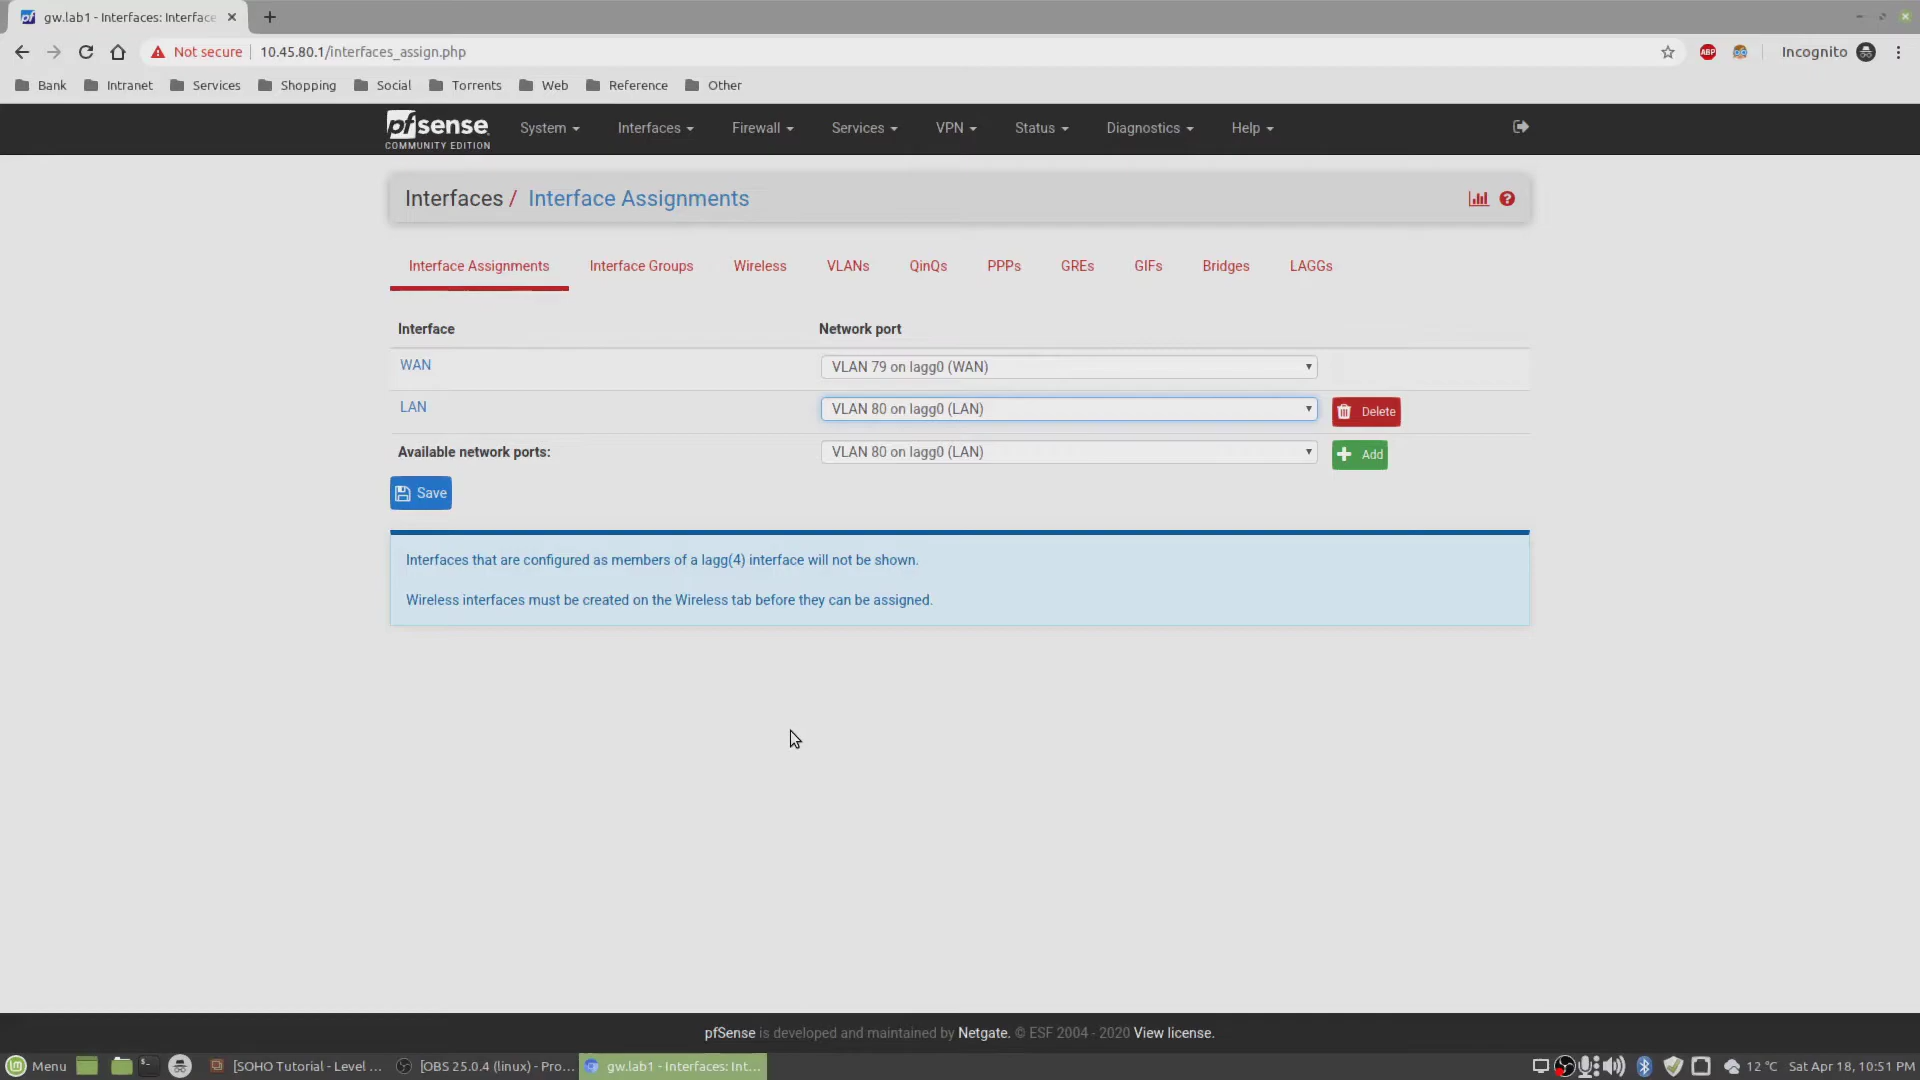 gw.lab1 - Interfaces: Interface
Not secure
10.45.80.1/interfaces_assign.php
ABP
Incognito
Bank
Intranet
Services
Shopping
Social
Torrents
Web
Reference
Other
pfsense
COMMUNITY EDITION
System
Interfaces
Firewall
Services
VPN
Status
Diagnostics
Help
Interfaces / Interface Assignments
Interface Assignments
Interface Groups
Wireless
VLANs
QinQs
PPPs
GREs
GIFs
Bridges
LAGGs
Interface
Network port
WAN
VLAN 79 on lagg0 (WAN)
LAN
VLAN 80 on lagg0 (LAN)
Delete
Available network ports:
VLAN 80 on lagg0 (LAN)
Add
Save
Interfaces that are configured as members of a lagg(4) interface will not be shown.
Wireless interfaces must be created on the Wireless tab before they can be assigned.
pfSense is developed and maintained by Netgate. © ESF 2004 - 2020 View license.
Menu
[SOHO Tutorial - Level ...
[OBS 25.0.4 (linux) - Pro...
gw.lab1 - Interfaces: Int...
12 °C
Sat Apr 18, 10:51 PM